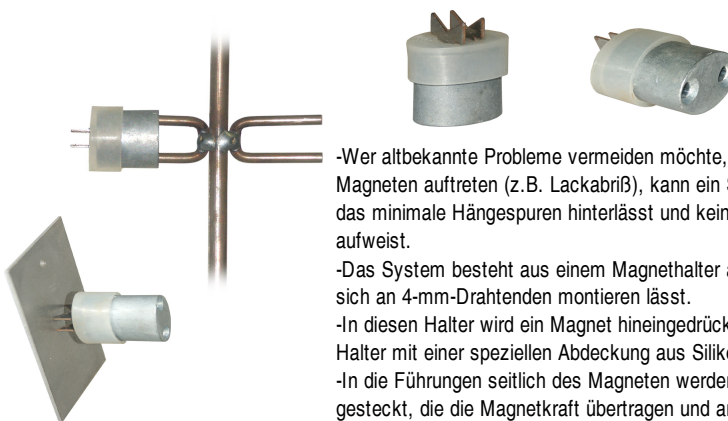 -Wer altbekannte Probleme vermeiden möchte,
Magneten auftreten (z.B. Lackabriß), kann ein
das minimale Hängespuren hinterlässt und kein
aufweist.
-Das System besteht aus einem Magnethalter
sich an 4-mm-Drahtenden montieren lässt.
-In diesen Halter wird ein Magnet hineingedrück
Halter mit einer speziellen Abdeckung aus
-In die Führungen seitlich des Magneten werden
gesteckt, die die Magnetkraft übertragen und